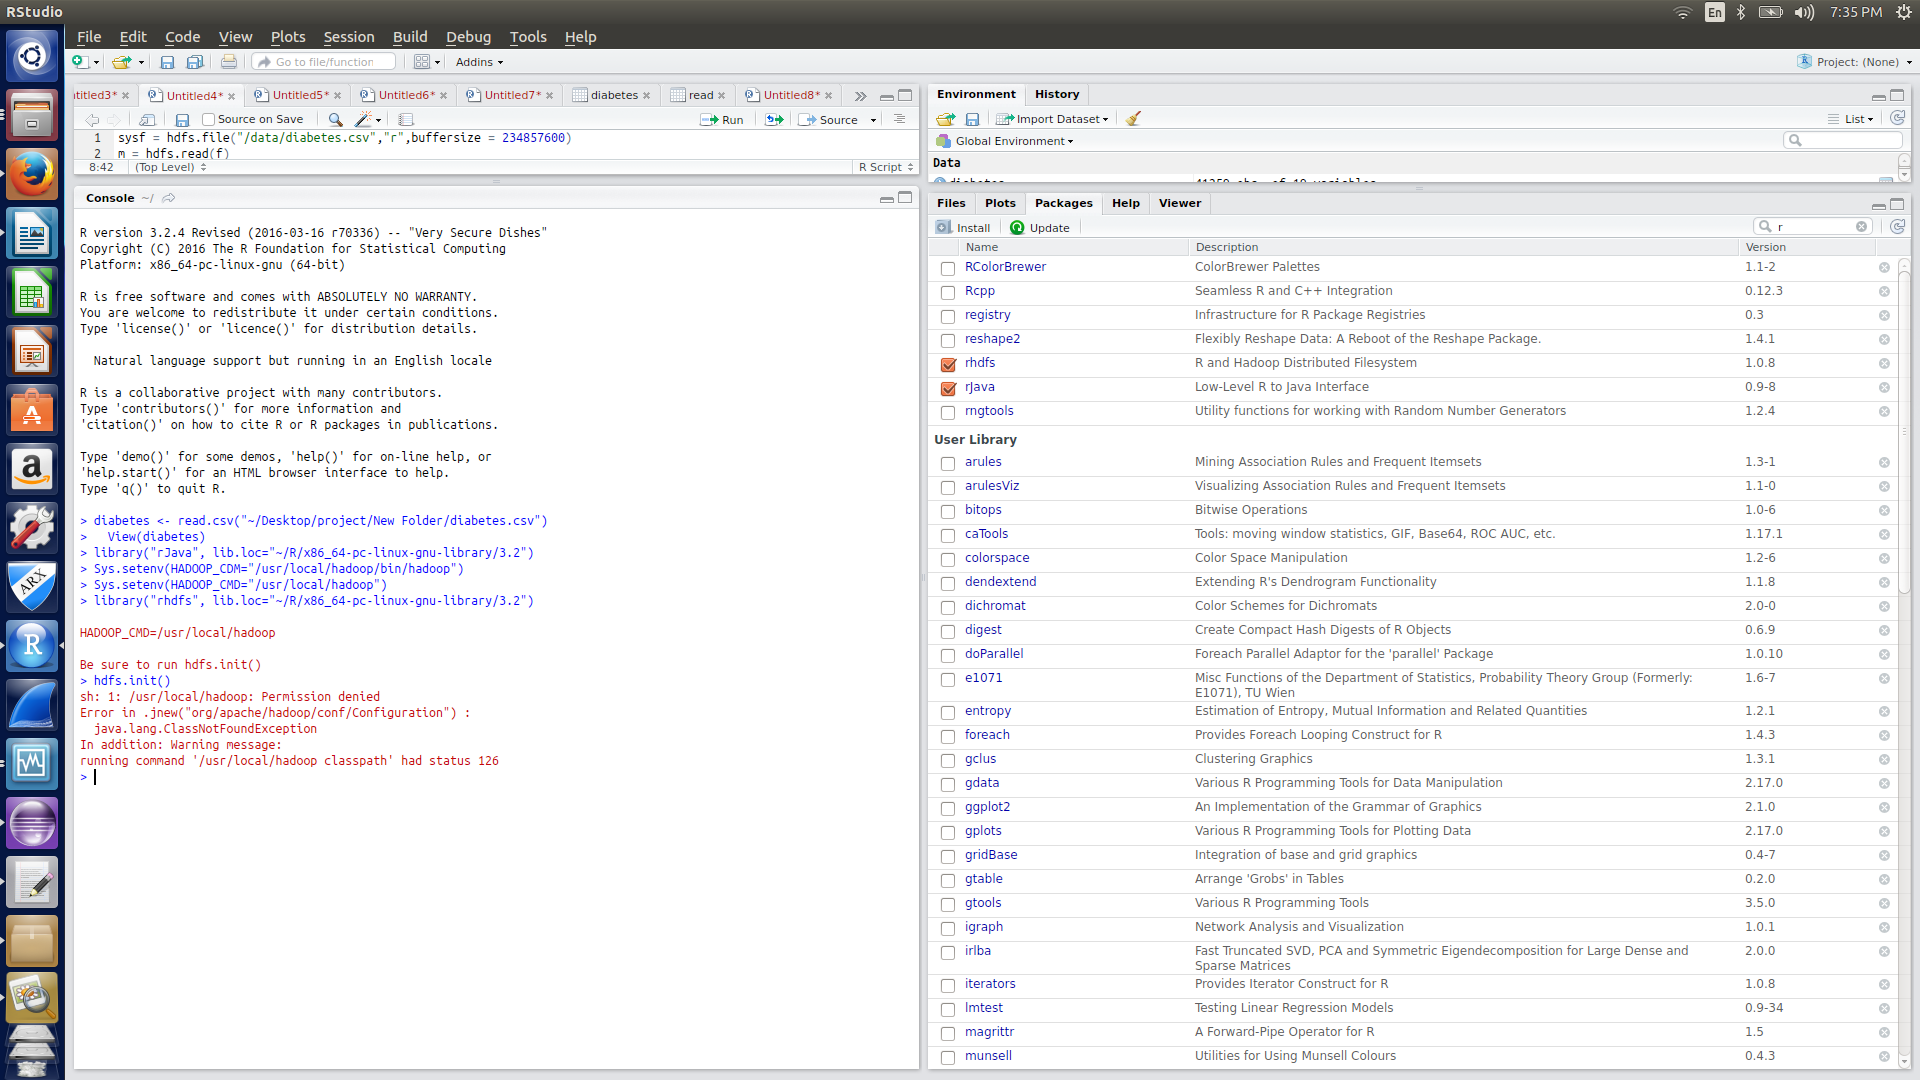 RStudio
En
7:35 PM
File Edit Code View Plots Session Build Debug Tools Help
Go to file/function
Addins
Project: (None)
ntitled3*
Untitled4*
Untitled5*
Untitled6*
Untitled7*
diabetes
read
Untitled8*
Source on Save
Run
Source
1 sysf = hdfs.file("/data/diabetes.csv","r",buffersize = 234857600)
2 m = hdfs.read(f)
8:42 (Top Level)
R Script
Console ~/
R version 3.2.4 Revised (2016-03-16 r70336) -- "Very Secure Dishes"
Copyright (C) 2016 The R Foundation for Statistical Computing
Platform: x86_64-pc-linux-gnu (64-bit)
R is free software and comes with ABSOLUTELY NO WARRANTY.
You are welcome to redistribute it under certain conditions.
Type 'license()' or 'licence()' for distribution details.
Natural language support but running in an English locale
R is a collaborative project with many contributors.
Type 'contributors()' for more information and
'citation()' on how to cite R or R packages in publications.
Type 'demo()' for some demos, 'help()' for on-line help, or
'help.start()' for an HTML browser interface to help.
Type 'q()' to quit R.
> diabetes <- read.csv("~/Desktop/project/New Folder/diabetes.csv")
>   View(diabetes)
> library("rJava", lib.loc="~/R/x86_64-pc-linux-gnu-library/3.2")
> Sys.setenv(HADOOP_CDM="/usr/local/hadoop/bin/hadoop")
> Sys.setenv(HADOOP_CMD="/usr/local/hadoop")
> library("rhdfs", lib.loc="~/R/x86_64-pc-linux-gnu-library/3.2")
HADOOP_CMD=/usr/local/hadoop
Be sure to run hdfs.init()
> hdfs.init()
sh: 1: /usr/local/hadoop: Permission denied
Error in .jnew("org/apache/hadoop/conf/Configuration") :
java.lang.ClassNotFoundException
In addition: Warning message:
running command '/usr/local/hadoop classpath' had status 126
>
Environment History
Import Dataset
List
Global Environment
Data
diabetes 41259 obs. of 10 variables
Files Plots Packages Help Viewer
Install Update
r
Name Description Version
RColorBrewer ColorBrewer Palettes 1.1-2
Rcpp Seamless R and C++ Integration 0.12.3
registry Infrastructure for R Package Registries 0.3
reshape2 Flexibly Reshape Data: A Reboot of the Reshape Package. 1.4.1
rhdfs R and Hadoop Distributed Filesystem 1.0.8
rJava Low-Level R to Java Interface 0.9-8
rngtools Utility functions for working with Random Number Generators 1.2.4
User Library
arules Mining Association Rules and Frequent Itemsets 1.3-1
arulesViz Visualizing Association Rules and Frequent Itemsets 1.1-0
bitops Bitwise Operations 1.0-6
caTools Tools: moving window statistics, GIF, Base64, ROC AUC, etc. 1.17.1
colorspace Color Space Manipulation 1.2-6
dendextend Extending R's Dendrogram Functionality 1.1.8
dichromat Color Schemes for Dichromats 2.0-0
digest Create Compact Hash Digests of R Objects 0.6.9
doParallel Foreach Parallel Adaptor for the 'parallel' Package 1.0.10
e1071 Misc Functions of the Department of Statistics, Probability Theory Group (Formerly: 1.6-7
E1071), TU Wien
entropy Estimation of Entropy, Mutual Information and Related Quantities 1.2.1
foreach Provides Foreach Looping Construct for R 1.4.3
gclus Clustering Graphics 1.3.1
gdata Various R Programming Tools for Data Manipulation 2.17.0
ggplot2 An Implementation of the Grammar of Graphics 2.1.0
gplots Various R Programming Tools for Plotting Data 2.17.0
gridBase Integration of base and grid graphics 0.4-7
gtable Arrange 'Grobs' in Tables 0.2.0
gtools Various R Programming Tools 3.5.0
igraph Network Analysis and Visualization 1.0.1
irlba Fast Truncated SVD, PCA and Symmetric Eigendecomposition for Large Dense and 2.0.0
Sparse Matrices
iterators Provides Iterator Construct for R 1.0.8
lmtest Testing Linear Regression Models 0.9-34
magrittr A Forward-Pipe Operator for R 1.5
munsell Utilities for Using Munsell Colours 0.4.3
ARX